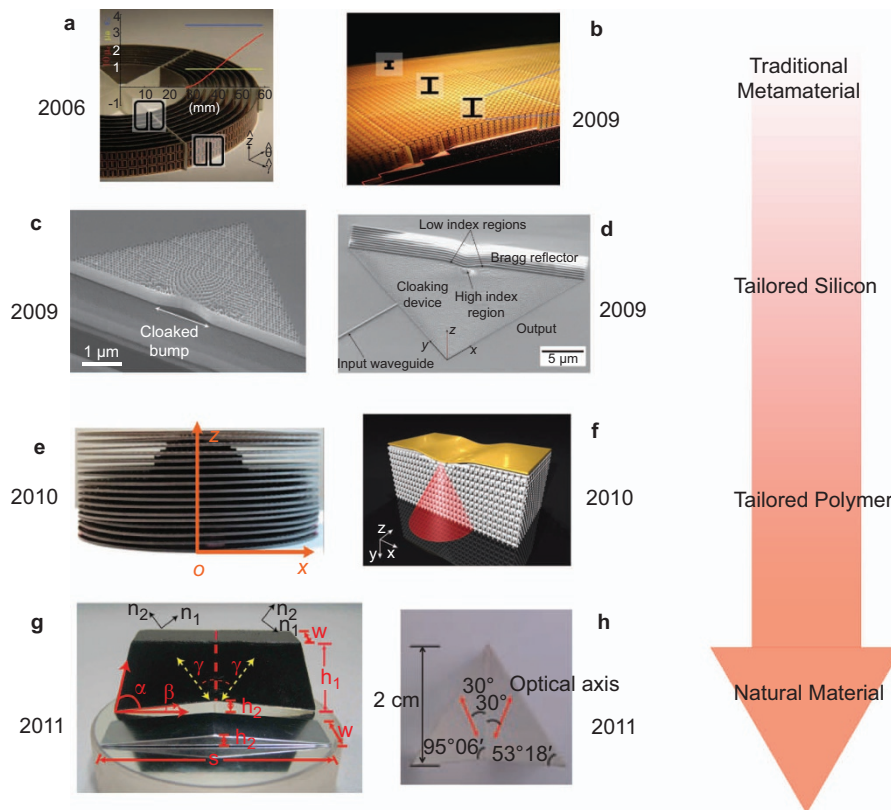 a
4
3
2
1
-1
10 20 30 40 50 60
(mm)
z
θ
2006
b
2009
Traditional
Metamaterial
c
2009
Cloaked
bump
1 µm
Low index regions
d
Bragg reflector
Cloaking
device
High index
region
2009
z
Output
y
x
Input waveguide
5 µm
Tailored Silicon
e
z
2010
o
x
f
2010
z
y
x
Tailored Polymer
g
n2
n1
n2
n1
w
γ
γ
h1
α
β
h2
2011
h2
w
s
h
2 cm
30°
30°
Optical axis
95°06′
53°18′
2011
Natural Material